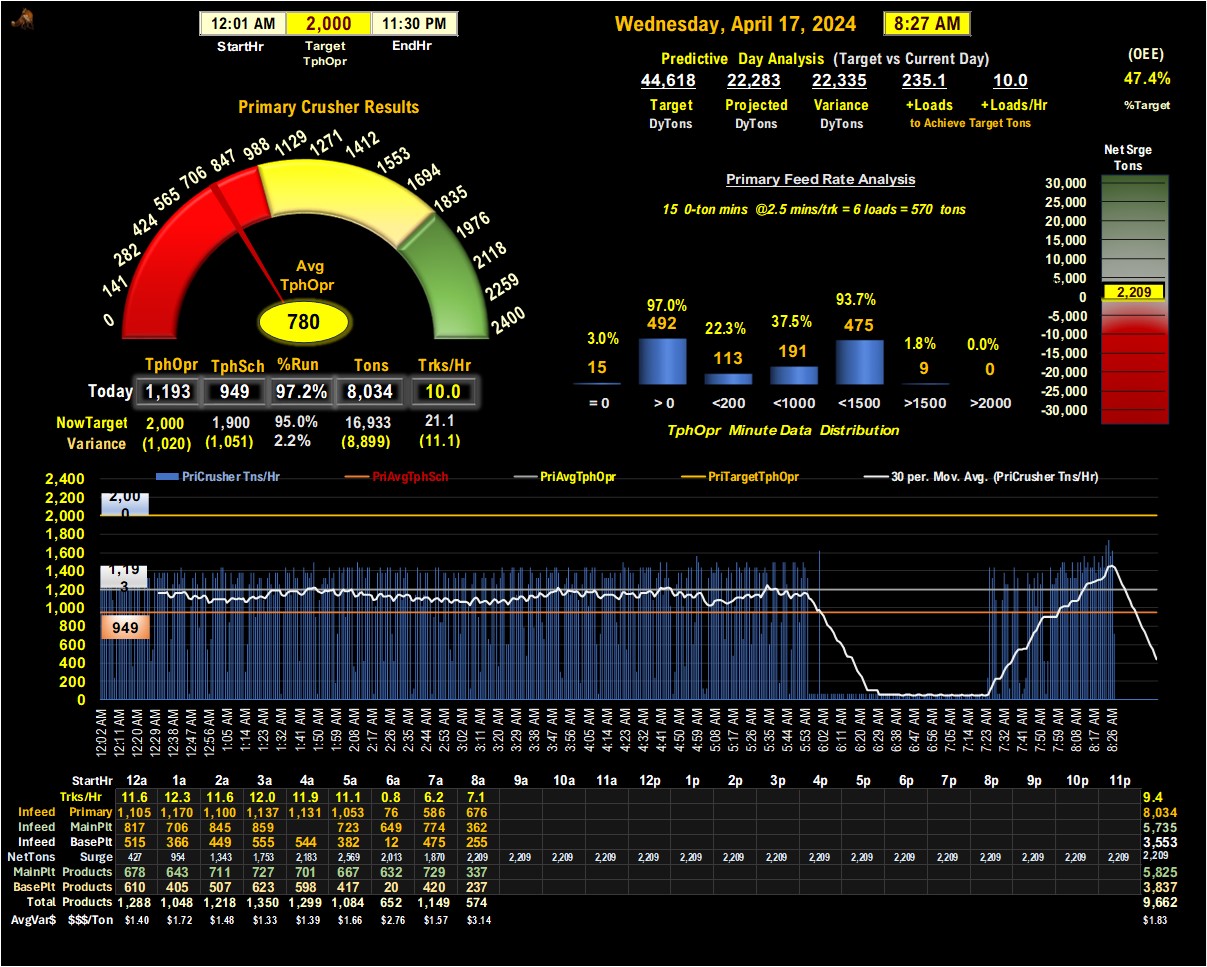 12:01 AM 2,000 11:30 PM
StartHr Target TphOpr EndHr
Wednesday, April 17, 2024 8:27 AM
Predictive Day Analysis (Target vs Current Day)
44,618 22,283 22,335 235.1 10.0
Target Projected Variance +Loads +Loads/Hr
DyTons DyTons DyTons to Achieve Target Tons
(OEE)
47.4%
%Target
Primary Crusher Results
0 141 282 424 565 706 847 988 1129 1271 1412 1553 1694 1835 1976 2118 2259 2400
Avg
TphOpr
780
TphOpr TphSch %Run Tons Trks/Hr
Today 1,193 949 97.2% 8,034 10.0
NowTarget 2,000 1,900 95.0% 16,933 21.1
Variance (1,020) (1,051) 2.2% (8,899) (11.1)
Primary Feed Rate Analysis
15 0-ton mins @2.5 mins/trk = 6 loads = 570 tons
3.0% 97.0% 22.3% 37.5% 93.7% 1.8% 0.0%
15 492 113 191 475 9 0
= 0 > 0 <200 <1000 <1500 >1500 >2000
TphOpr Minute Data Distribution
Net Srge
Tons
30,000
25,000
20,000
15,000
10,000
5,000
0 2,209
-5,000
-10,000
-15,000
-20,000
-25,000
-30,000
PriCrusher Tns/Hr PriAvgTphSch PriAvgTphOpr PriTargetTphOpr 30 per. Mov. Avg. (PriCrusher Tns/Hr)
2,400
2,200
2,000
1,800
1,600
1,400
1,200
1,000
800
600
400
200
0
2,000
1,193
949
12:02 AM 12:11 AM 12:20 AM 12:29 AM 12:38 AM 12:47 AM 12:56 AM 1:05 AM 1:14 AM 1:23 AM 1:32 AM 1:41 AM 1:50 AM 1:59 AM 2:08 AM 2:17 AM 2:26 AM 2:35 AM 2:44 AM 2:53 AM 3:02 AM 3:11 AM 3:20 AM 3:29 AM 3:38 AM 3:47 AM 3:56 AM 4:05 AM 4:14 AM 4:23 AM 4:32 AM 4:41 AM 4:50 AM 4:59 AM 5:08 AM 5:17 AM 5:26 AM 5:35 AM 5:44 AM 5:53 AM 6:02 AM 6:11 AM 6:20 AM 6:29 AM 6:38 AM 6:47 AM 6:56 AM 7:05 AM 7:14 AM 7:23 AM 7:32 AM 7:41 AM 7:50 AM 7:59 AM 8:08 AM 8:17 AM 8:26 AM
StartHr 12a 1a 2a 3a 4a 5a 6a 7a 8a 9a 10a 11a 12p 1p 2p 3p 4p 5p 6p 7p 8p 9p 10p 11p
Trks/Hr 11.6 12.3 11.6 12.0 11.9 11.1 0.8 6.2 7.1 9.4
Infeed Primary 1,105 1,170 1,100 1,137 1,131 1,053 76 586 676 8,034
Infeed MainPlt 817 706 845 859 723 649 774 362 5,735
Infeed BasePlt 515 366 449 555 544 382 12 475 255 3,553
NetTons Surge 427 954 1,343 1,753 2,183 2,569 2,013 1,870 2,209 2,209 2,209 2,209 2,209 2,209 2,209 2,209 2,209 2,209 2,209 2,209 2,209 2,209 2,209 2,209 2,209
MainPlt Products 678 643 711 727 701 667 632 729 337 5,825
BasePlt Products 610 405 507 623 598 417 20 420 237 3,837
Total Products 1,288 1,048 1,218 1,350 1,299 1,084 652 1,149 574 9,662
AvgVar$ $$$/Ton $1.40 $1.72 $1.48 $1.33 $1.39 $1.66 $2.76 $1.57 $3.14 $1.83